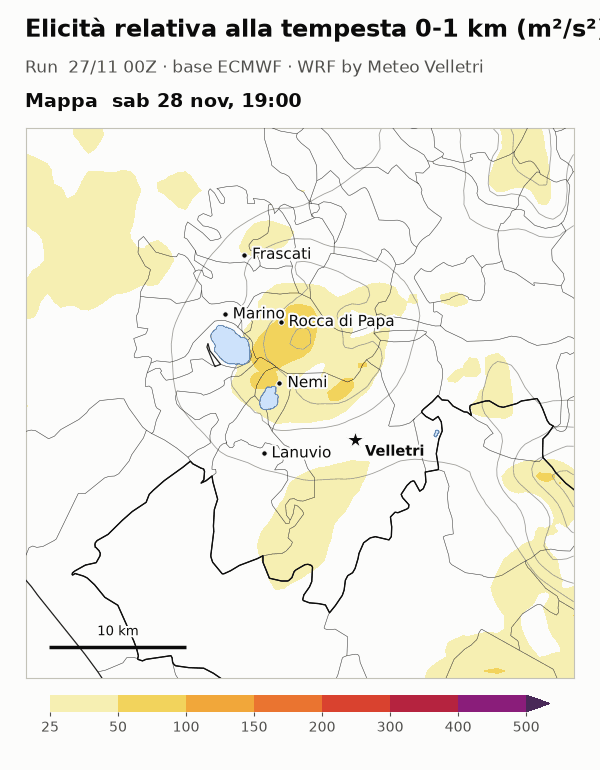 Elicità relativa alla tempesta 0-1 km (m²/s²)
Run  27/11 00Z · base ECMWF · WRF by Meteo Velletri
Mappa  sab 28 nov, 19:00
Frascati
Marino
Rocca di Papa
Nemi
Velletri
Lanuvio
10 km
25 50 100 150 200 300 400 500